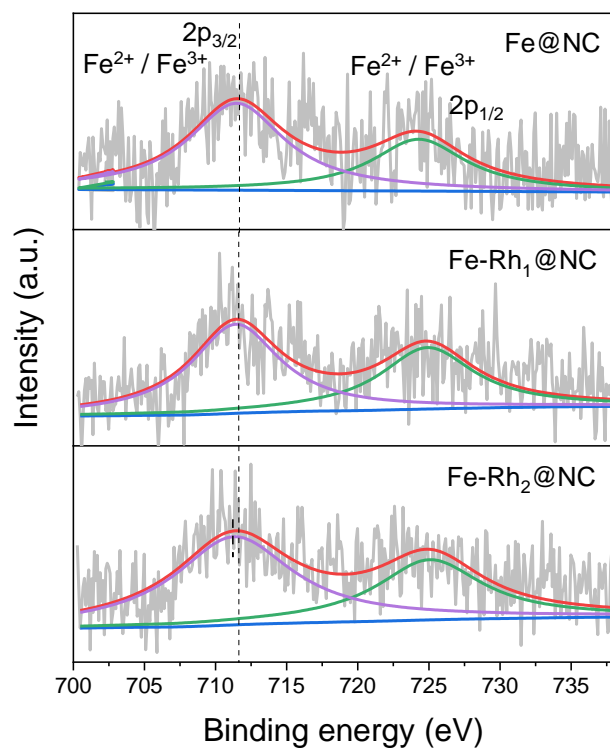 Fe@NC
2p3/2
Fe2+ / Fe3+
Fe2+ / Fe3+
2p1/2
Fe-Rh1@NC
Fe-Rh2@NC
Intensity (a.u.)
700 705 710 715 720 725 730 735
Binding energy (eV)